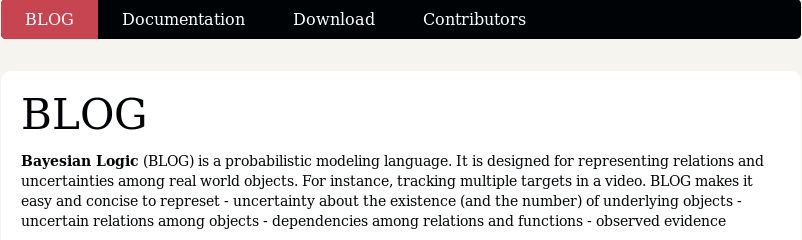 BLOG Documentation Download Contributors
BLOG
Bayesian Logic (BLOG) is a probabilistic modeling language. It is designed for representing relations and
uncertainties among real world objects. For instance, tracking multiple targets in a video. BLOG makes it
easy and concise to represet - uncertainty about the existence (and the number) of underlying objects -
uncertain relations among objects - dependencies among relations and functions - observed evidence